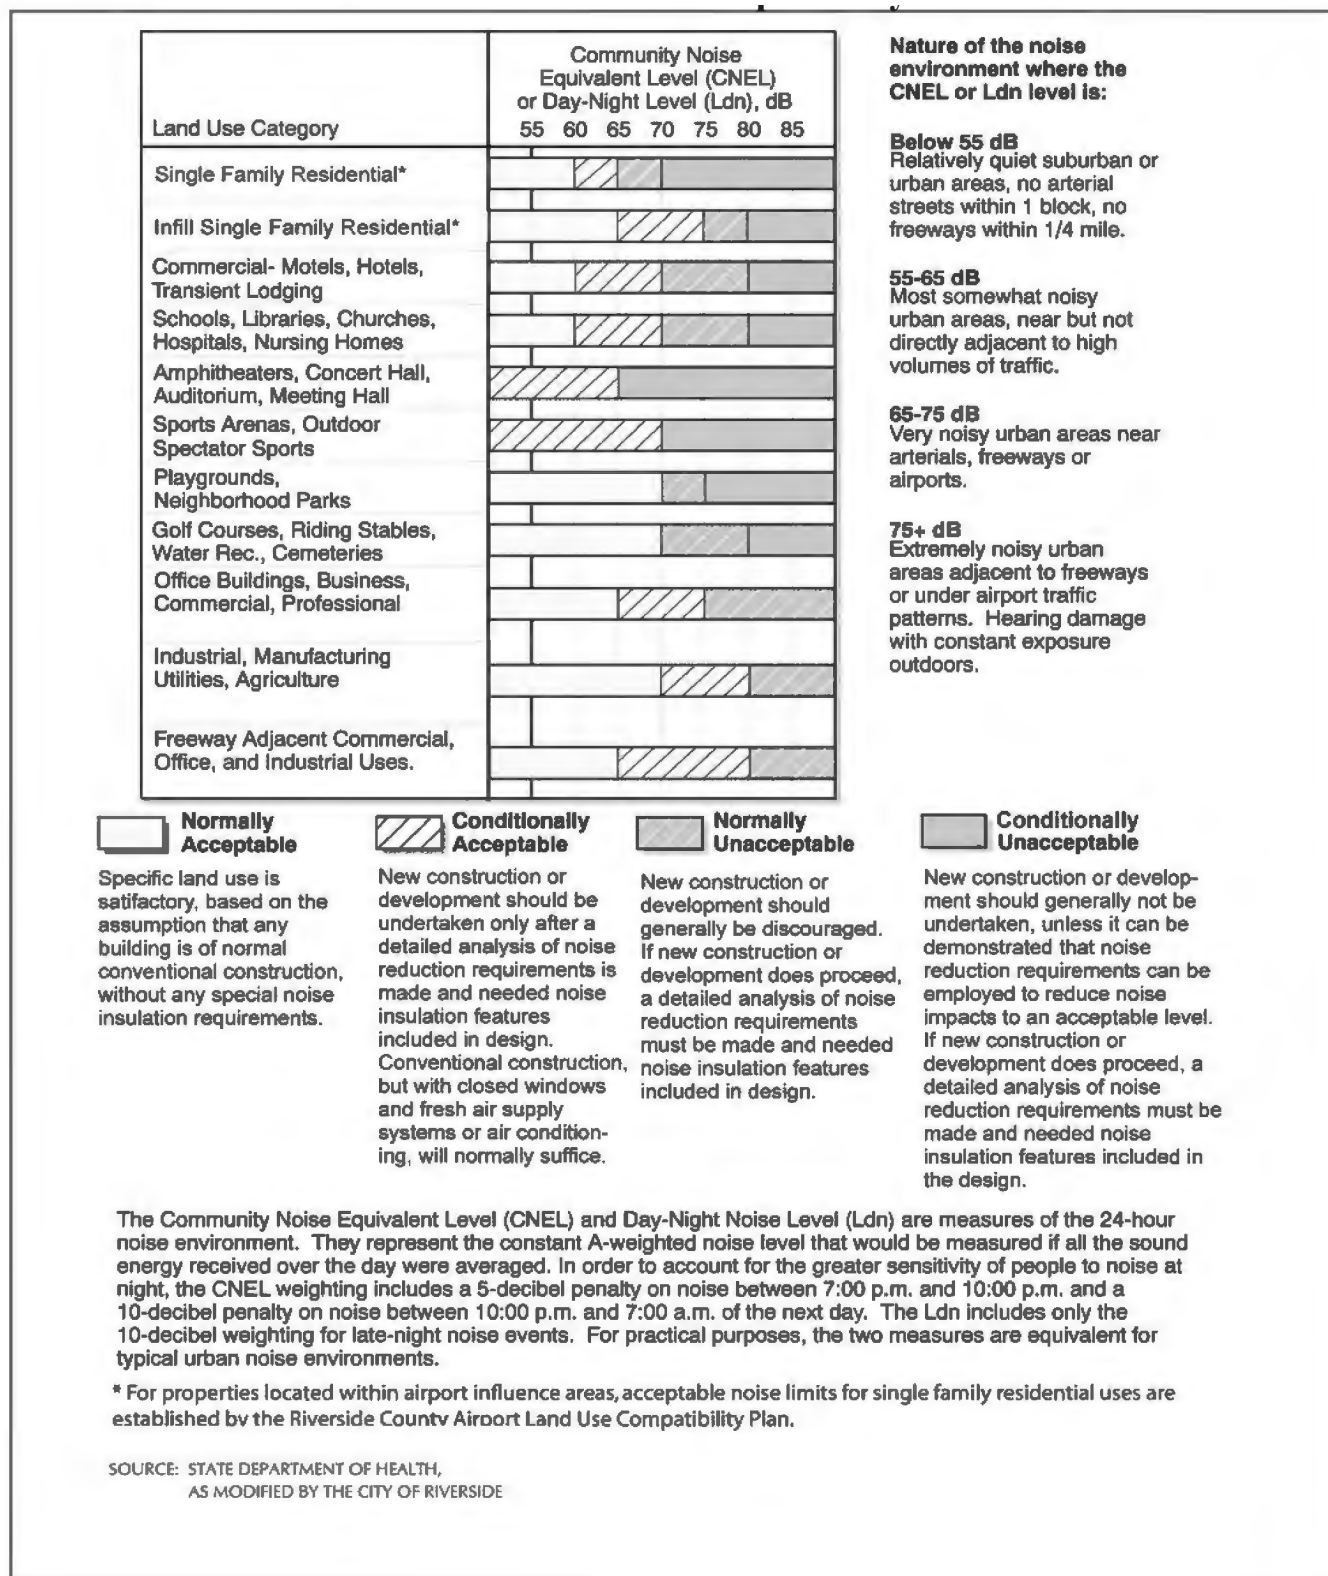 Community Noise
Equivalent Level (CNEL)
or Day-Night Level (Ldn), dB
Land Use Category
55 60 65 70 75 80 85
Single Family Residential*
Infill Single Family Residential*
Commercial- Motels, Hotels,
Transient Lodging
Schools, Libraries, Churches,
Hospitals, Nursing Homes
Amphitheaters, Concert Hall,
Auditorium, Meeting Hall
Sports Arenas, Outdoor
Spectator Sports
Playgrounds,
Neighborhood Parks
Golf Courses, Riding Stables,
Water Rec., Cemeteries
Office Buildings, Business,
Commercial, Professional
Industrial, Manufacturing
Utilities, Agriculture
Freeway Adjacent Commercial,
Office, and Industrial Uses.
Nature of the noise
environment where the
CNEL or Ldn level is:
Below 55 dB
Relatively quiet suburban or
urban areas, no arterial
streets within 1 block, no
freeways within 1/4 mile.
55-65 dB
Most somewhat noisy
urban areas, near but not
directly adjacent to high
volumes of traffic.
65-75 dB
Very noisy urban areas near
arterials, freeways or
airports.
75+ dB
Extremely noisy urban
areas adjacent to freeways
or under airport traffic
patterns. Hearing damage
with constant exposure
outdoors.
Normally
Acceptable
Specific land use is
satifactory, based on the
assumption that any
building is of normal
conventional construction,
without any special noise
insulation requirements.
Conditionally
Acceptable
New construction or
development should be
undertaken only after a
detailed analysis of noise
reduction requirements is
made and needed noise
insulation features
included in design.
Conventional construction,
but with closed windows
and fresh air supply
systems or air condition-
ing, will normally suffice.
Normally
Unacceptable
New construction or
development should
generally be discouraged.
If new construction or
development does proceed,
a detailed analysis of noise
reduction requirements
must be made and needed
noise insulation features
included in design.
Conditionally
Unacceptable
New construction or develop-
ment should generally not be
undertaken, unless it can be
demonstrated that noise
reduction requirements can be
employed to reduce noise
impacts to an acceptable level.
If new construction or
development does proceed, a
detailed analysis of noise
reduction requirements must be
made and needed noise
insulation features included in
the design.
The Community Noise Equivalent Level (CNEL) and Day-Night Noise Level (Ldn) are measures of the 24-hour
noise environment. They represent the constant A-weighted noise level that would be measured if all the sound
energy received over the day were averaged. In order to account for the greater sensitivity of people to noise at
night, the CNEL weighting includes a 5-decibel penalty on noise between 7:00 p.m. and 10:00 p.m. and a
10-decibel penalty on noise between 10:00 p.m. and 7:00 a.m. of the next day. The Ldn includes only the
10-decibel weighting for late-night noise events. For practical purposes, the two measures are equivalent for
typical urban noise environments.
* For properties located within airport influence areas, acceptable noise limits for single family residential uses are
established by the Riverside County Airport Land Use Compatibility Plan.
SOURCE: STATE DEPARTMENT OF HEALTH,
AS MODIFIED BY THE CITY OF RIVERSIDE